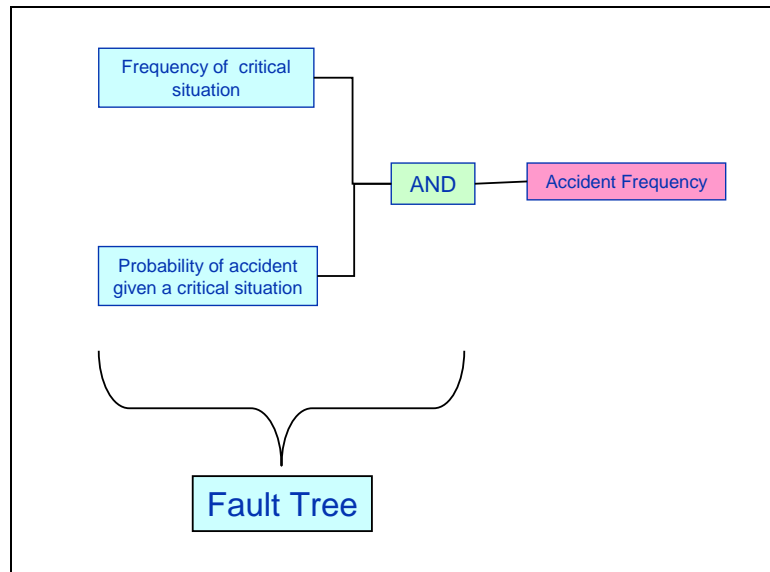 Frequency of critical
situation
AND
Accident Frequency
Probability of accident
given a critical situation
Fault Tree